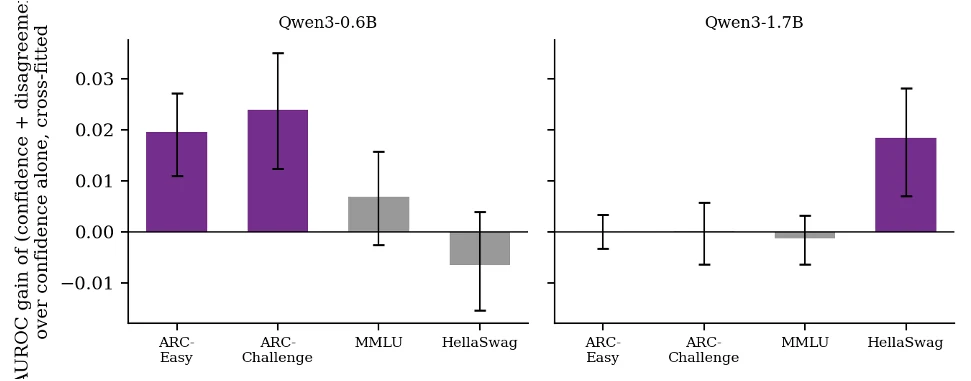 Qwen3-0.6B
Qwen3-1.7B
AUROC gain of (confidence + disagreemen
over confidence alone, cross-fitted
0.03
0.02
0.01
0.00
−0.01
ARC-
Easy
ARC-
Challenge
MMLU
HellaSwag
ARC-
Easy
ARC-
Challenge
MMLU
HellaSwag